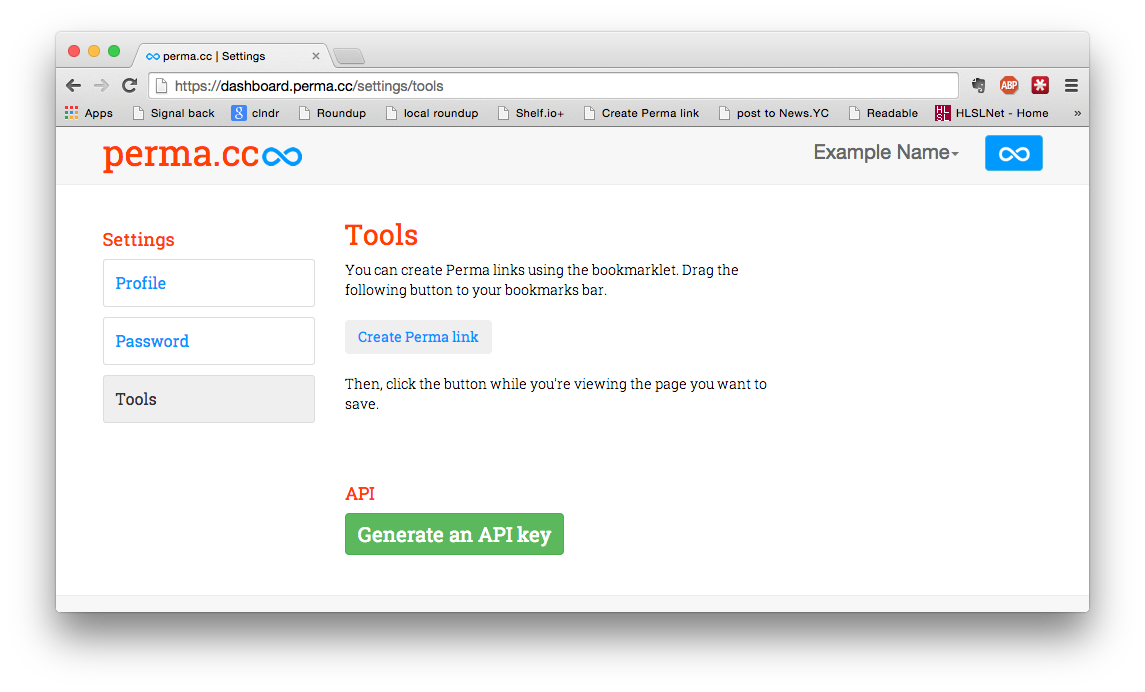 perma.cc | Settings
https://dashboard.perma.cc/settings/tools
ABP
Apps Signal back 8 clndr Roundup local roundup Shelf.io+ Create Perma link post to News.YC Readable HLSL HLSLNet - Home »
perma.cc
Example Name
Settings
Profile
Password
Tools
Tools
You can create Perma links using the bookmarklet. Drag the
following button to your bookmarks bar.
Create Perma link
Then, click the button while you're viewing the page you want to
save.
API
Generate an API key